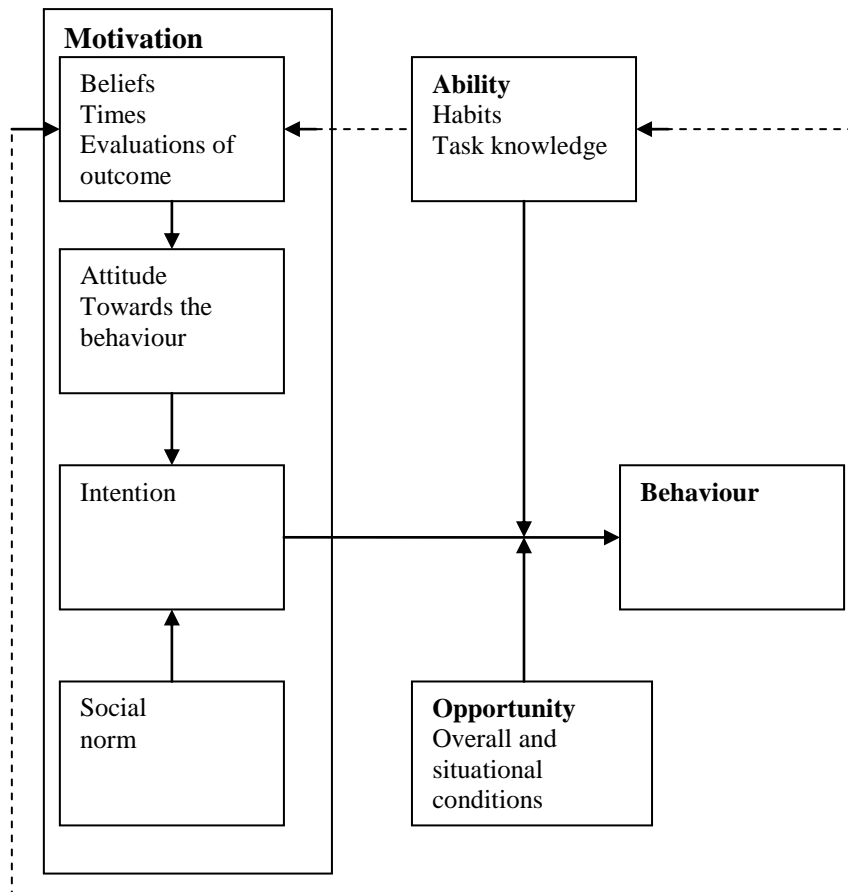 Motivation
Beliefs
Times
Evaluations of
outcome
Ability
Habits
Task knowledge
Attitude
Towards the
behaviour
Intention
Behaviour
Social
norm
Opportunity
Overall and
situational
conditions